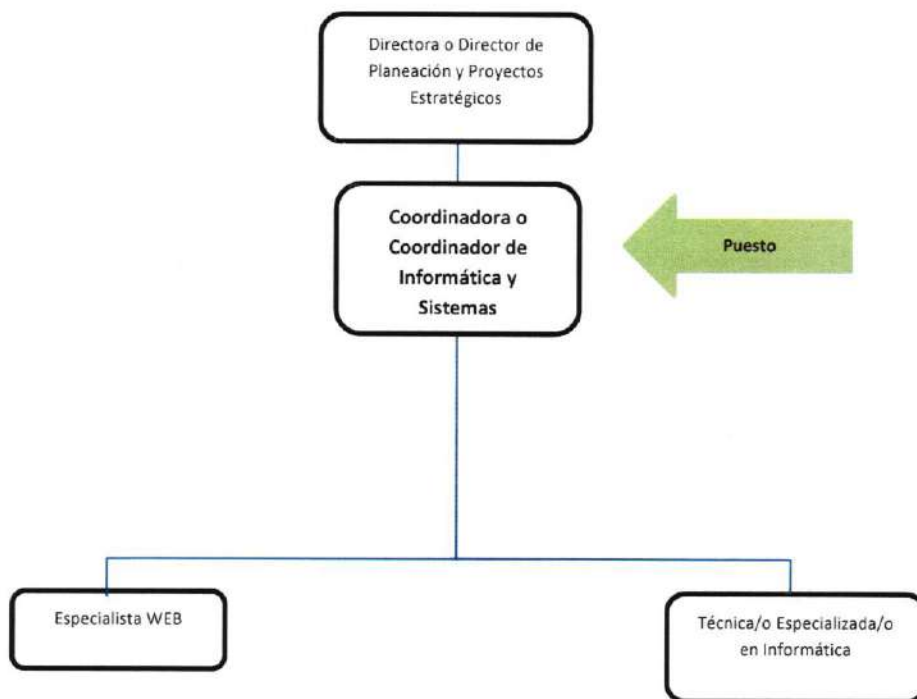 Directora o Director de
Planeación y Proyectos
Estratégicos
Coordinadora o
Coordinador de
Informática y
Sistemas
Puesto
Especialista WEB
Técnica/o Especializada/o
en Informática